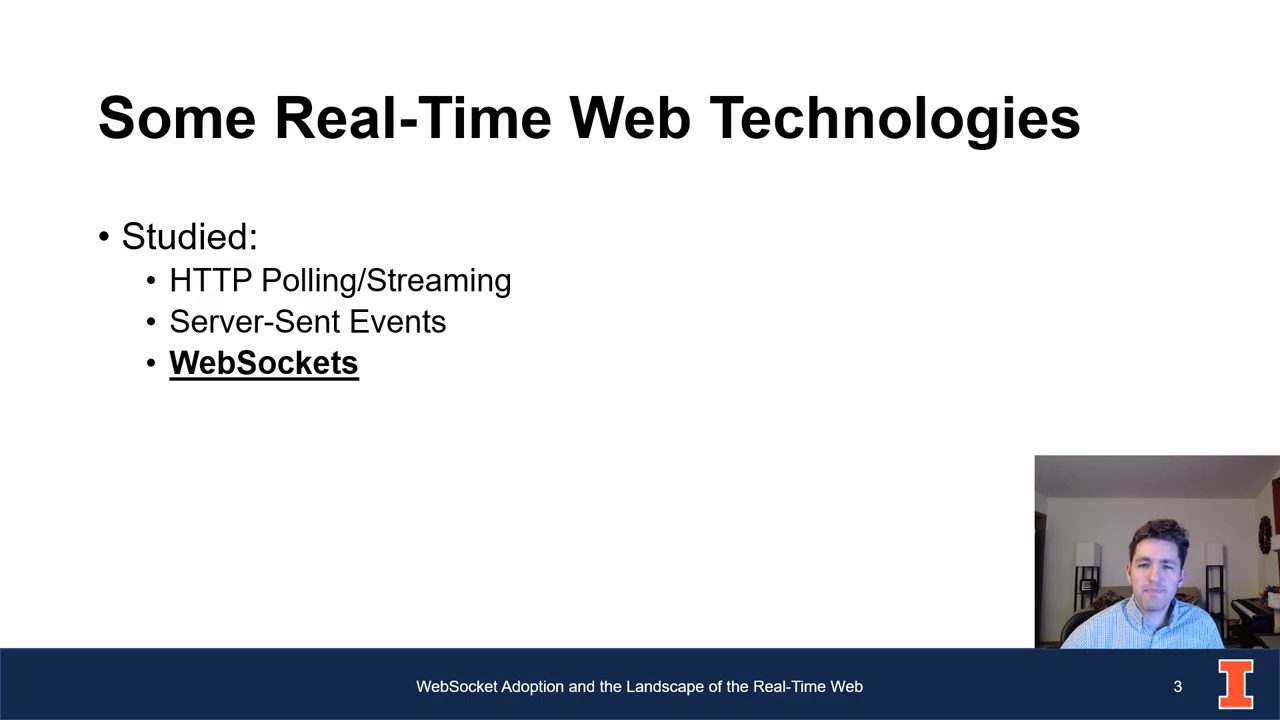 Some Real-Time Web Technologies
• Studied:
• HTTP Polling/Streaming
• Server-Sent Events
• WebSockets
WebSocket Adoption and the Landscape of the Real-Time Web
3